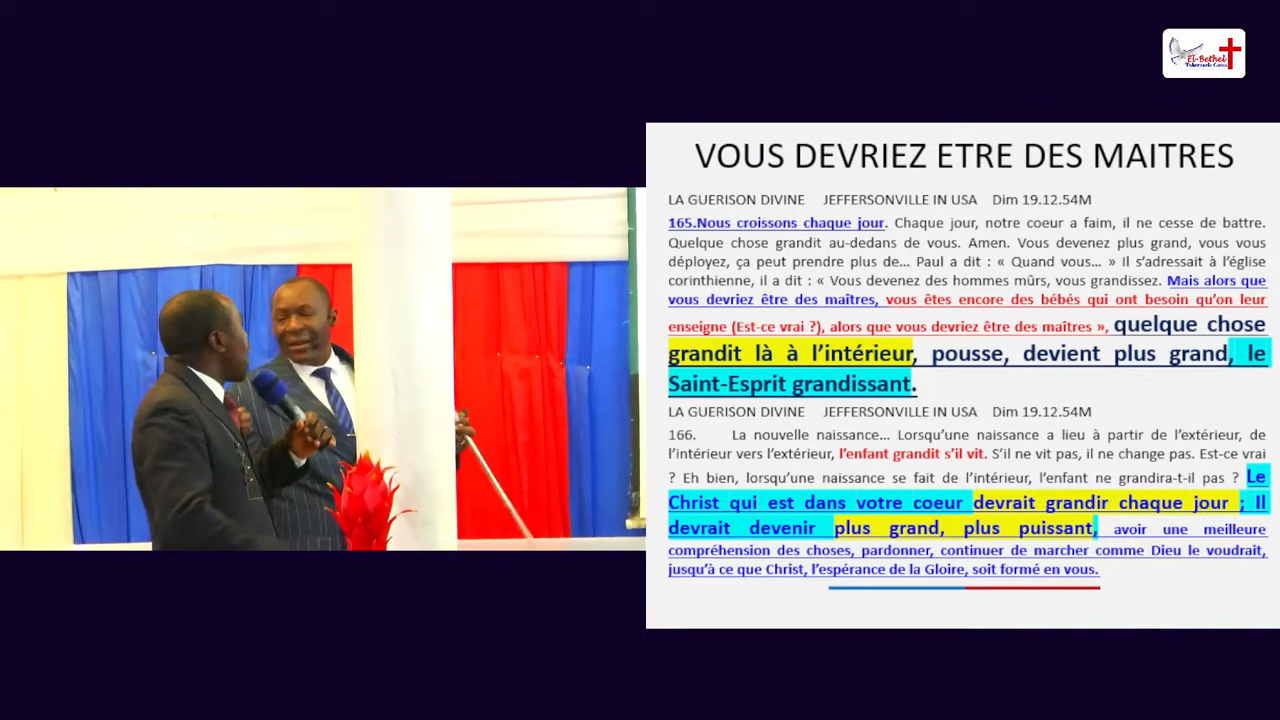 El-Bethel
VOUS DEVRIEZ ETRE DES MAITRES
LA GUERISON DIVINE JEFFERSONVILLE IN USA Dim 19.12.54M
165.Nous croissons chaque jour. Chaque jour, notre coeur a faim, il ne cesse de battre.
Quelque chose grandit au-dedans de vous. Amen. Vous devenez plus grand, vous vous
déployez, ça peut prendre plus de… Paul a dit : « Quand vous… » Il s’adressait à l’église
corinthienne, il a dit : « Vous devenez des hommes mûrs, vous grandissez. Mais alors que
vous devriez être des maîtres, vous êtes encore des bébés qui ont besoin qu’on leur
enseigne (Est-ce vrai ?), alors que vous devriez être des maîtres », quelque chose
grandit là à l’intérieur, pousse, devient plus grand, le
Saint-Esprit grandissant.
LA GUERISON DIVINE JEFFERSONVILLE IN USA Dim 19.12.54M
166. La nouvelle naissance… Lorsqu’une naissance a lieu à partir de l’extérieur, de
l’intérieur vers l’extérieur, l’enfant grandit s’il vit. S’il ne vit pas, il ne change pas. Est-ce vrai
? Eh bien, lorsqu’une naissance se fait de l’intérieur, l’enfant ne grandira-t-il pas ? Le
Christ qui est dans votre coeur devrait grandir chaque jour ; Il
devrait devenir plus grand, plus puissant, avoir une meilleure
compréhension des choses, pardonner, continuer de marcher comme Dieu le voudrait,
jusqu’à ce que Christ, l’espérance de la Gloire, soit formé en vous.